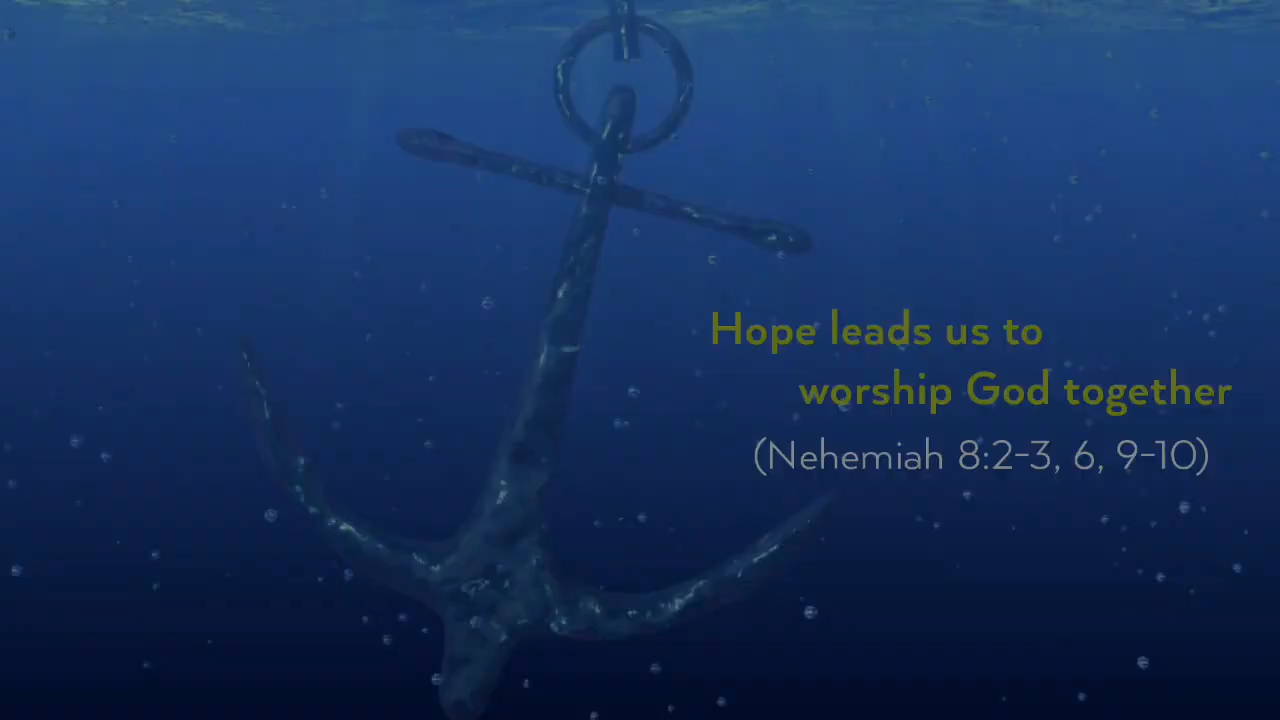 Hope leads us to
worship God together
(Nehemiah 8:2-3, 6, 9-10)